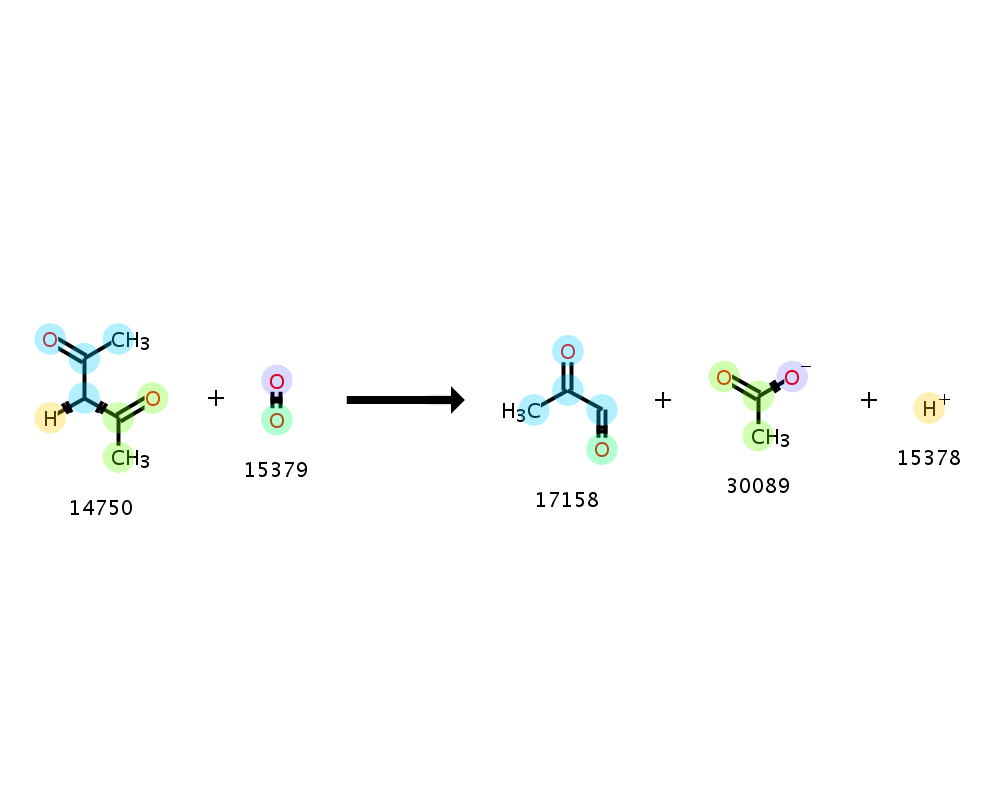 O CH3
H O
CH3
14750
+
O
O
15379
O
H3C
O
17158
+
O O−
CH3
30089
+
H+
15378